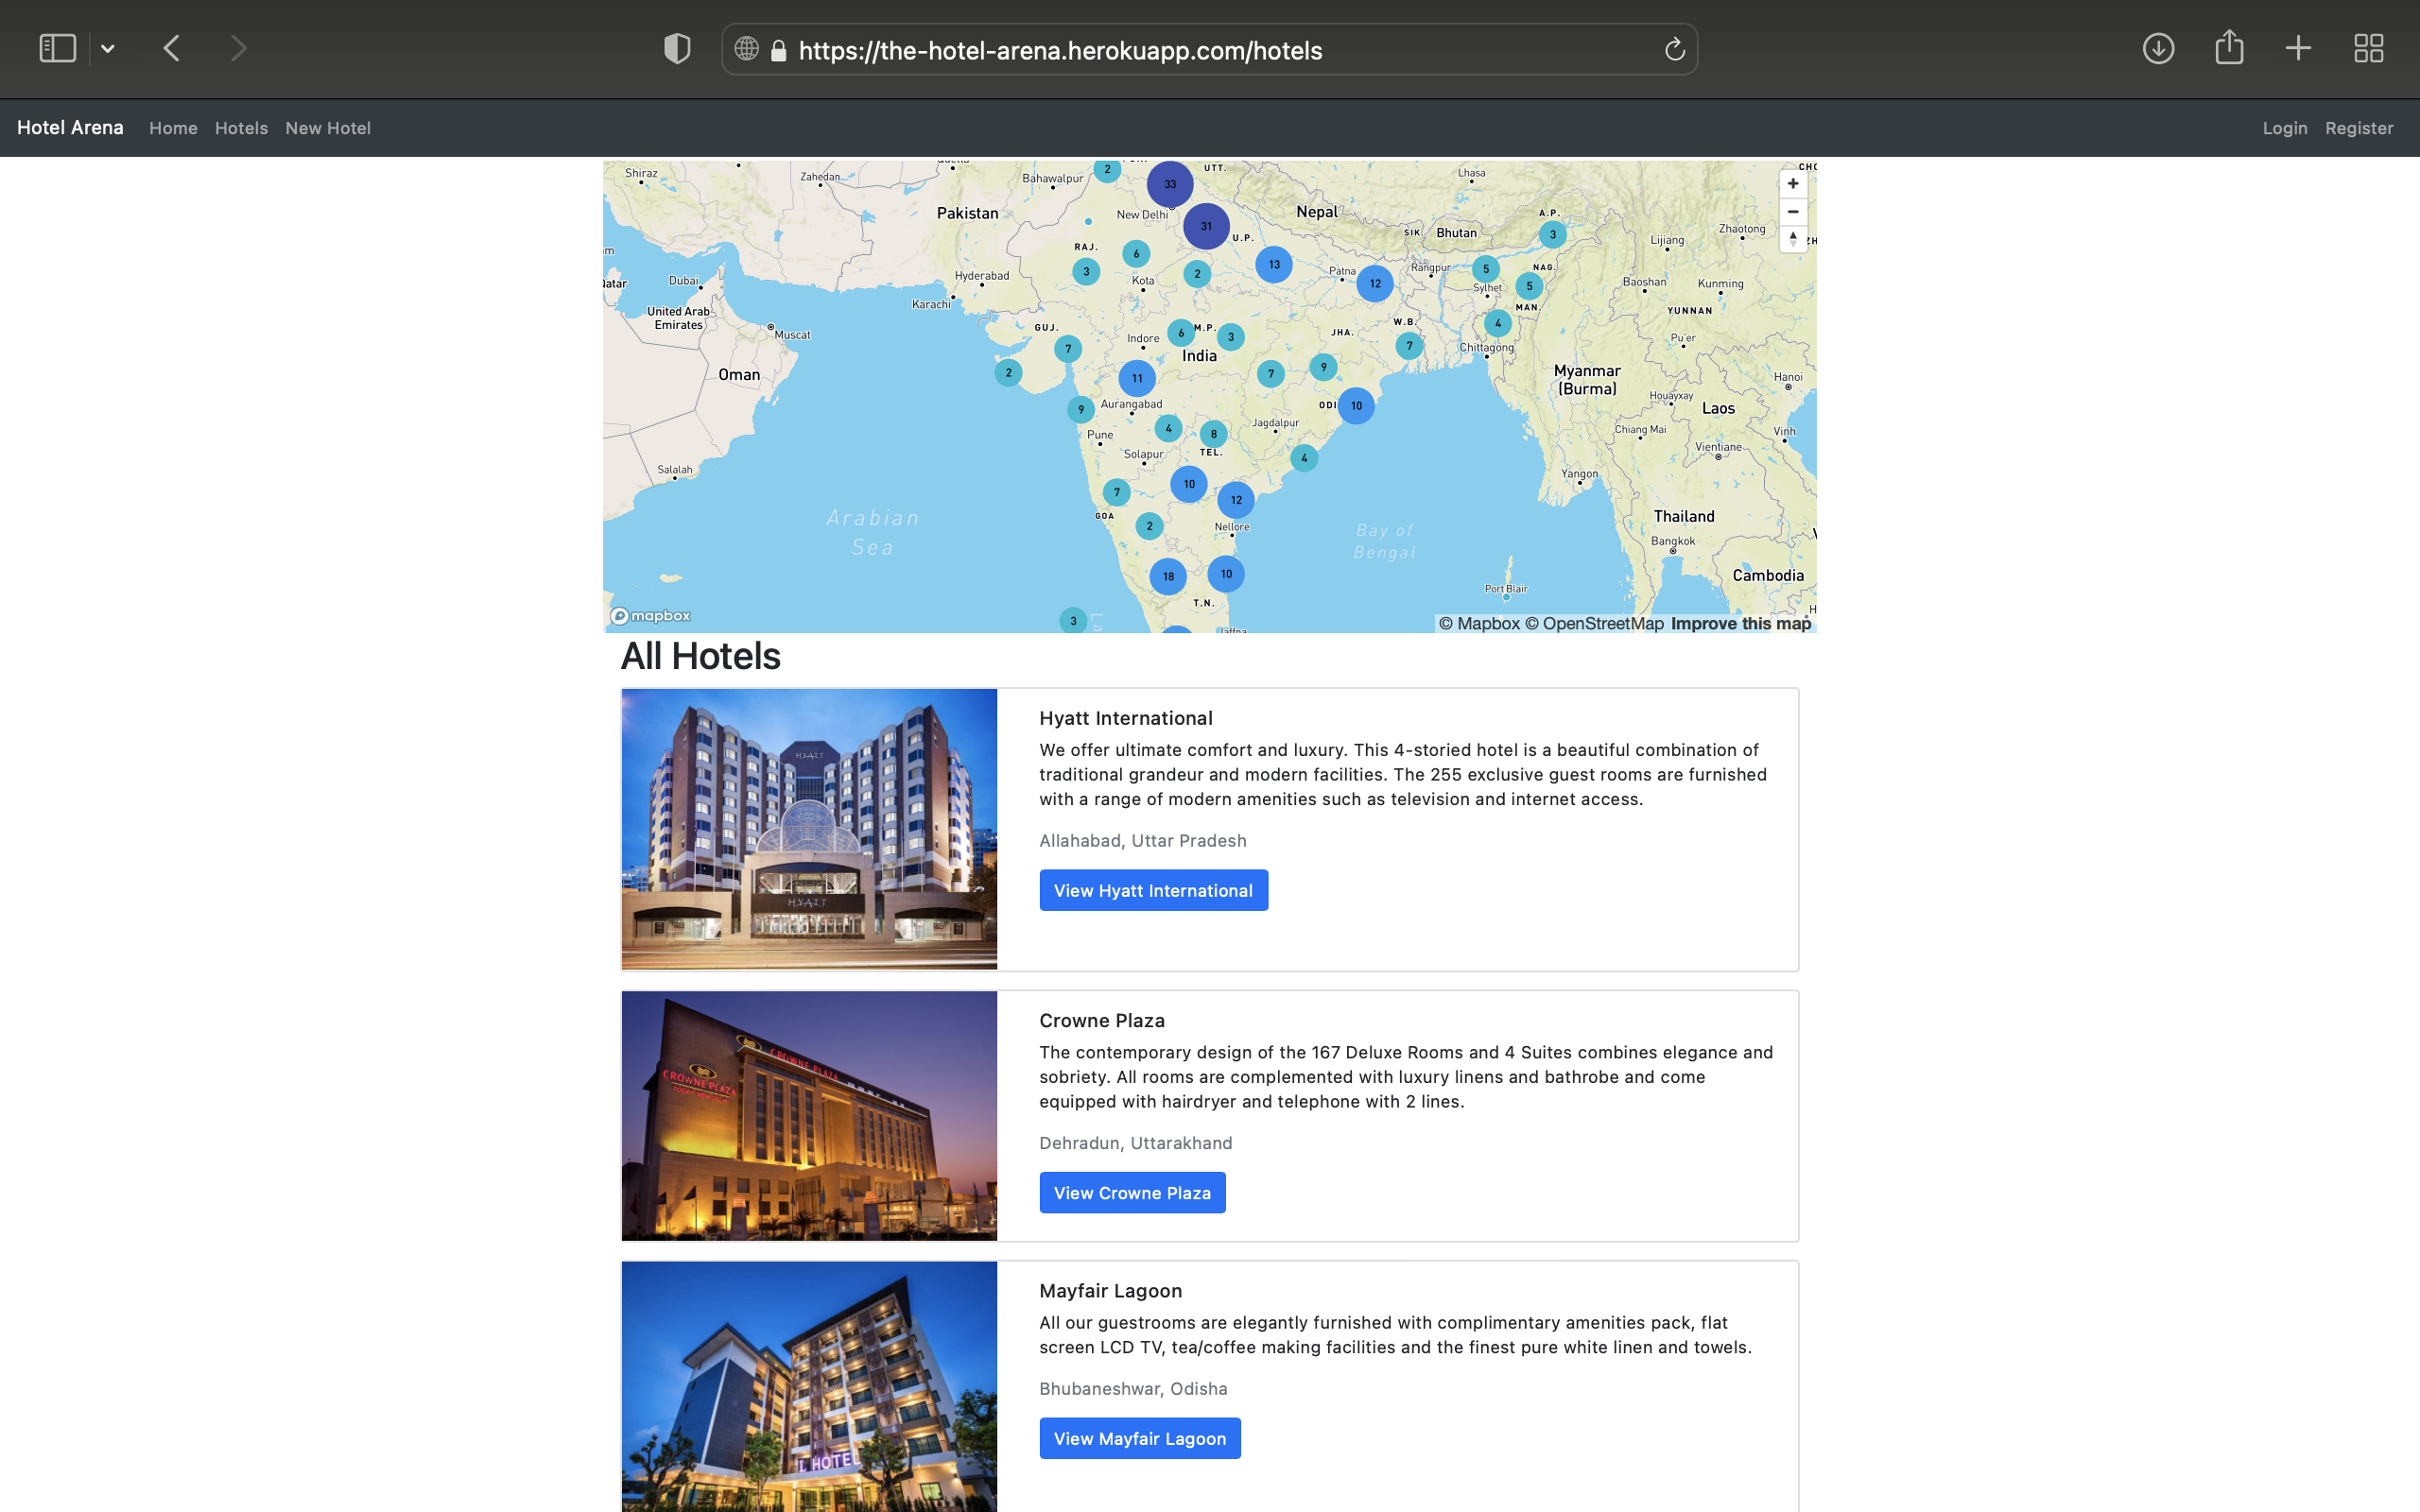 https://the-hotel-arena.herokuapp.com/hotels
Hotel Arena Home Hotels New Hotel Login Register
Shiraz
Zahedan
Bahawalpur
2
33
UTT.
Lhasa
Pakistan
New Delhi
31
U.P.
Nepal
SIK.
Bhutan
A.P.
3
Lijiang
Zhaotong
RAJ.
6
3
Kota
2
13
Patna
12
Rangpur
5
NAG.
Sylhet
5
MAN.
Baoshan
Kunming
YUNNAN
Dubai
United Arab
Emirates
Muscat
Hyderabad
Karachi
GUJ.
7
Indore
6
M.P.
3
India
JHA.
W.B.
7
4
Chittagong
Pu'er
Oman
2
11
7
9
Myanmar
(Burma)
Hanoi
Houayxay
Laos
9
Aurangabad
ODI
10
Pune
4
8
Jagdalpur
Chiang Mai
Vinh
Solapur
TEL.
4
Vientiane
Salalah
7
10
12
Yangon
GOA
Nellore
2
Arabian
Sea
Bay of
Bengal
Thailand
Bangkok
18
10
Port Blair
Cambodia
T.N.
3
Jaffna
mapbox
© Mapbox © OpenStreetMap Improve this map
+
−
All Hotels
HYATT
HYATT
Hyatt International
We offer ultimate comfort and luxury. This 4-storied hotel is a beautiful combination of
traditional grandeur and modern facilities. The 255 exclusive guest rooms are furnished
with a range of modern amenities such as television and internet access.
Allahabad, Uttar Pradesh
View Hyatt International
CROWNE PLAZA
CROWNE PLAZA
Crowne Plaza
The contemporary design of the 167 Deluxe Rooms and 4 Suites combines elegance and
sobriety. All rooms are complemented with luxury linens and bathrobe and come
equipped with hairdryer and telephone with 2 lines.
Dehradun, Uttarakhand
View Crowne Plaza
L HOTEL
Mayfair Lagoon
All our guestrooms are elegantly furnished with complimentary amenities pack, flat
screen LCD TV, tea/coffee making facilities and the finest pure white linen and towels.
Bhubaneshwar, Odisha
View Mayfair Lagoon